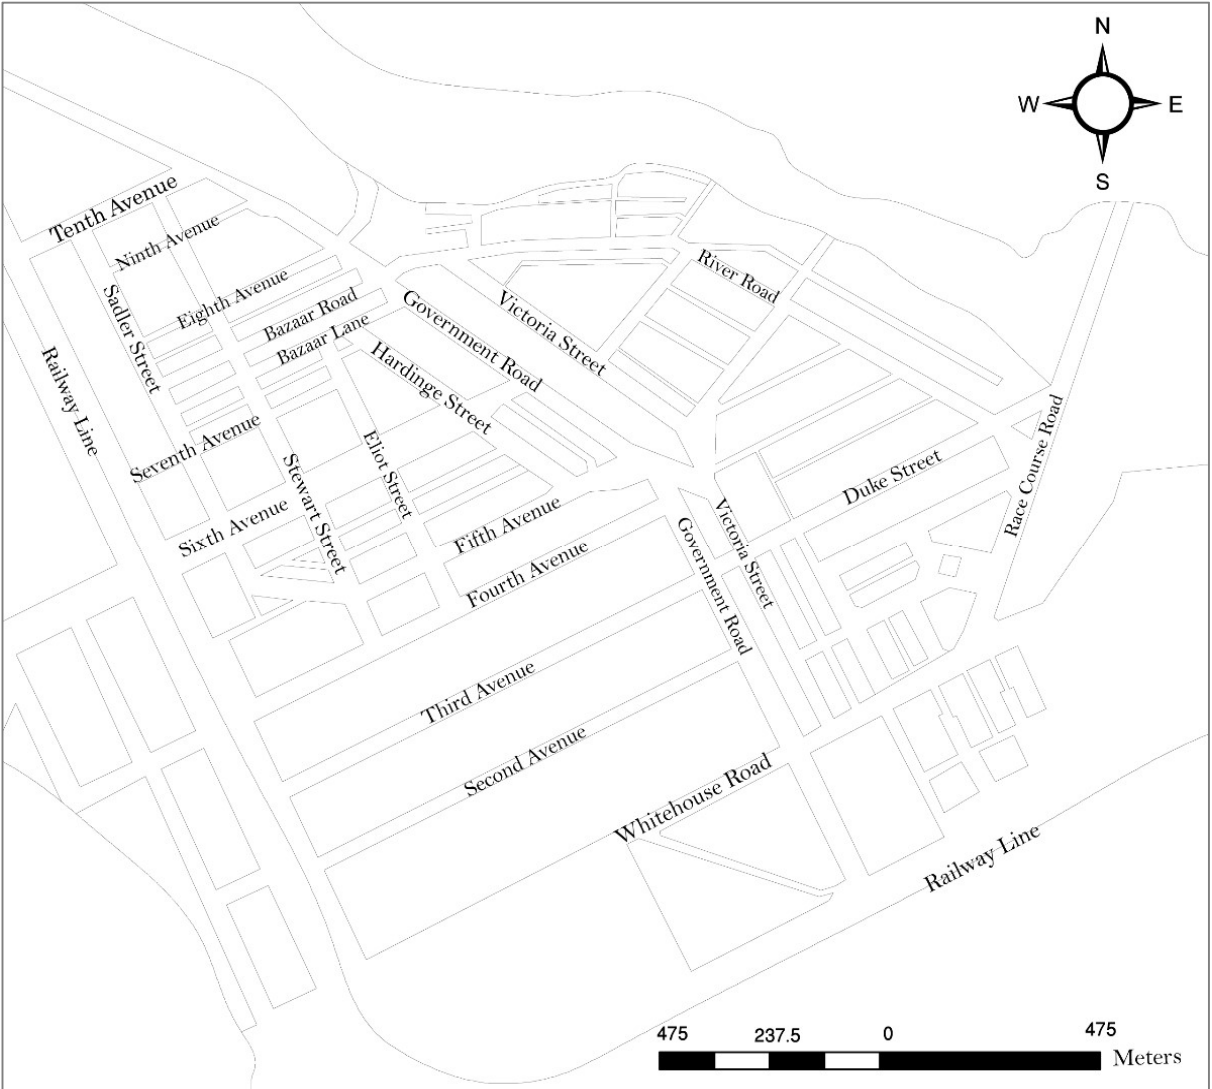 N
W E
S
Tenth Avenue
Ninth Avenue
Eighth Avenue
Sadler Street
Bazaar Road
Bazaar Lane
Government Road
Victoria Street
River Road
Railway Line
Hardinge Street
Seventh Avenue
Eliot Street
Stewart Street
Duke Street
Race Course Road
Sixth Avenue
Fifth Avenue
Fourth Avenue
Victoria Street
Government Road
Third Avenue
Second Avenue
Whitehouse Road
Railway Line
475 237.5 0 475
Meters